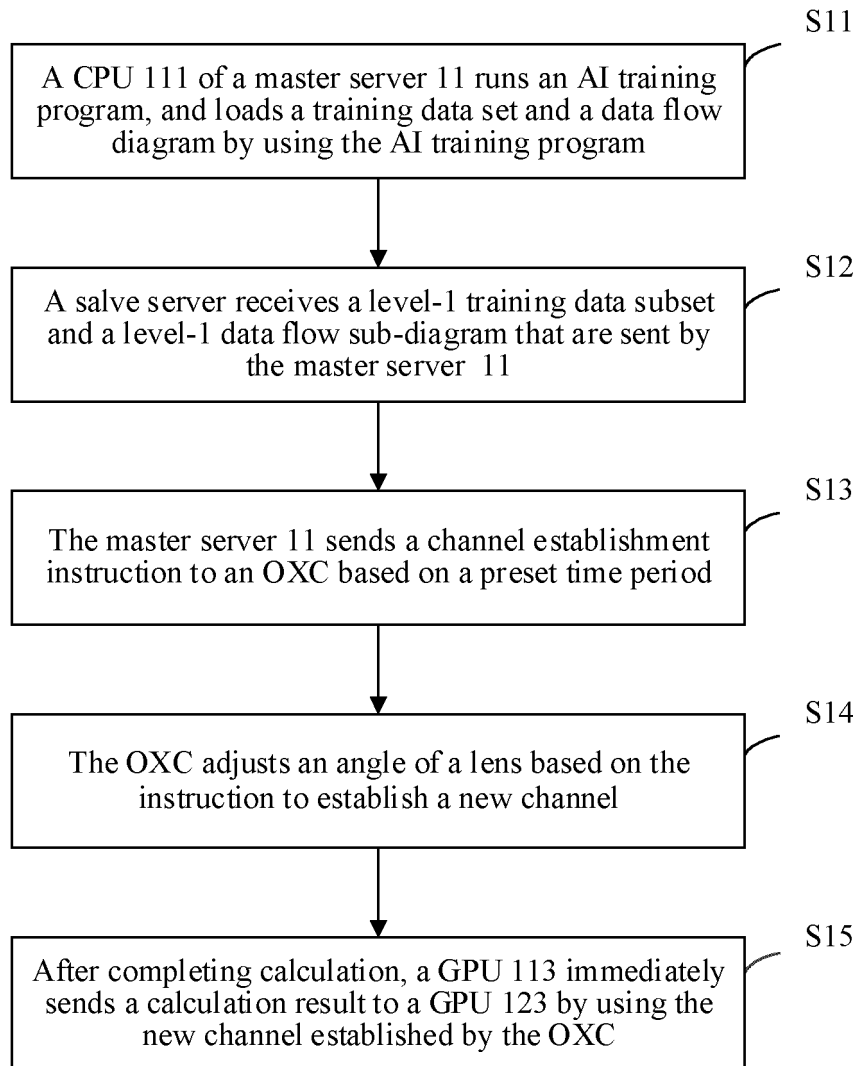 S11
A CPU 111 of a master server 11 runs an AI training
program, and loads a training data set and a data flow
diagram by using the AI training program
S12
A salve server receives a level-1 training data subset
and a level-1 data flow sub-diagram that are sent by
the master server 11
S13
The master server 11 sends a channel establishment
instruction to an OXC based on a preset time period
S14
The OXC adjusts an angle of a lens based on the
instruction to establish a new channel
S15
After completing calculation, a GPU 113 immediately
sends a calculation result to a GPU 123 by using the
new channel established by the OXC